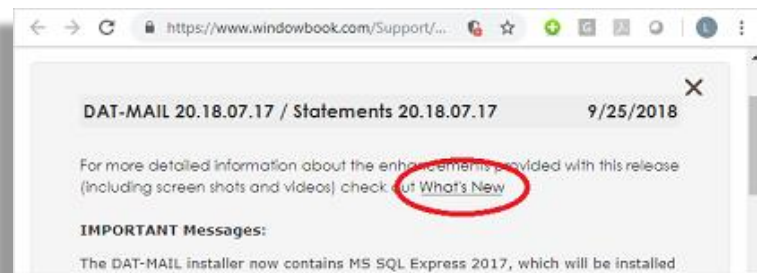 https://www.windowbook.com/Support/...
L
DAT-MAIL 20.18.07.17 / Statements 20.18.07.17 9/25/2018
For more detailed information about the enhancements provided with this release
(including screen shots and videos) check out What's New
IMPORTANT Messages:
The DAT-MAIL installer now contains MS SQL Express 2017, which will be installed